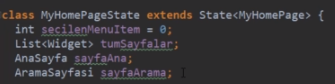 class MyHomePageState extends State<MyHomePage> {
int secilenMenuItem = 0;
List<Widget> tumSayfalar;
AnaSayfa sayfaAna;
AramaSayfasi sayfaArama;